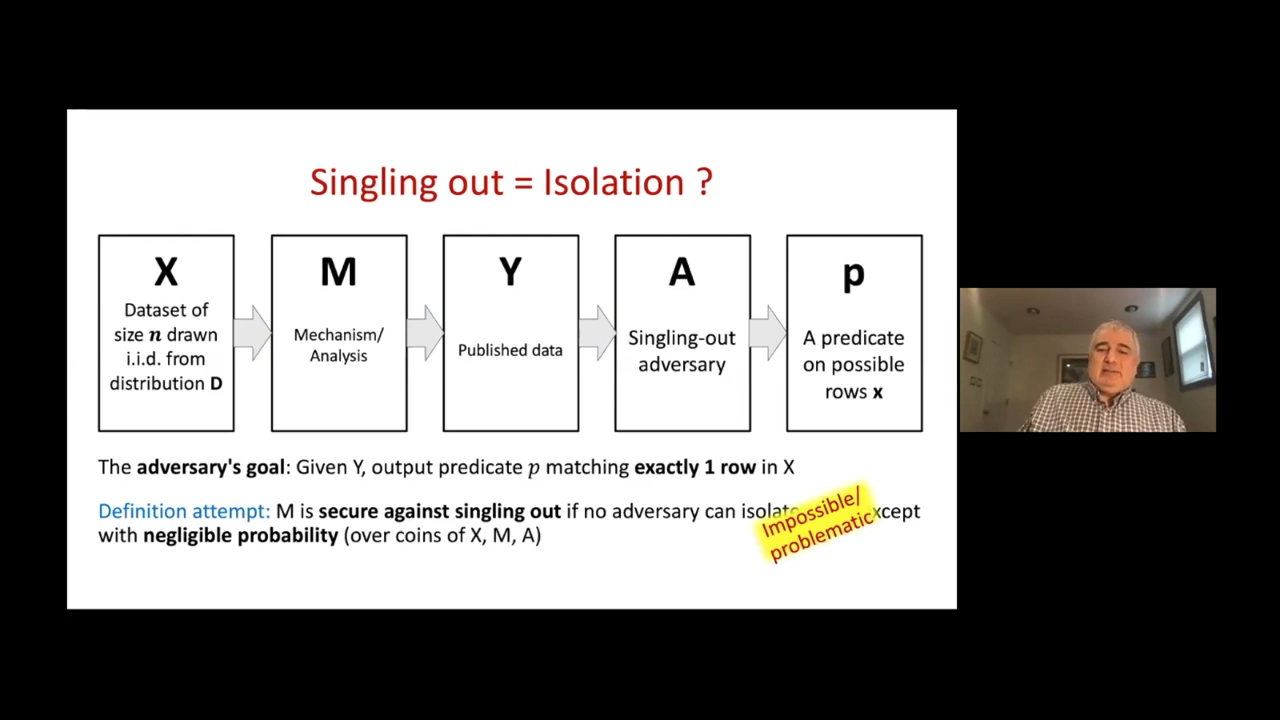 Singling out = Isolation ?
X
Dataset of
size n drawn
i.i.d. from
distribution D
M
Mechanism/
Analysis
Y
Published data
A
Singling-out
adversary
p
A predicate
on possible
rows x
The adversary's goal: Given Y, output predicate p matching exactly 1 row in X
Definition attempt: M is secure against singling out if no adversary can
with negligible probability (over coins of X, M, A)
Impossible/
problematic